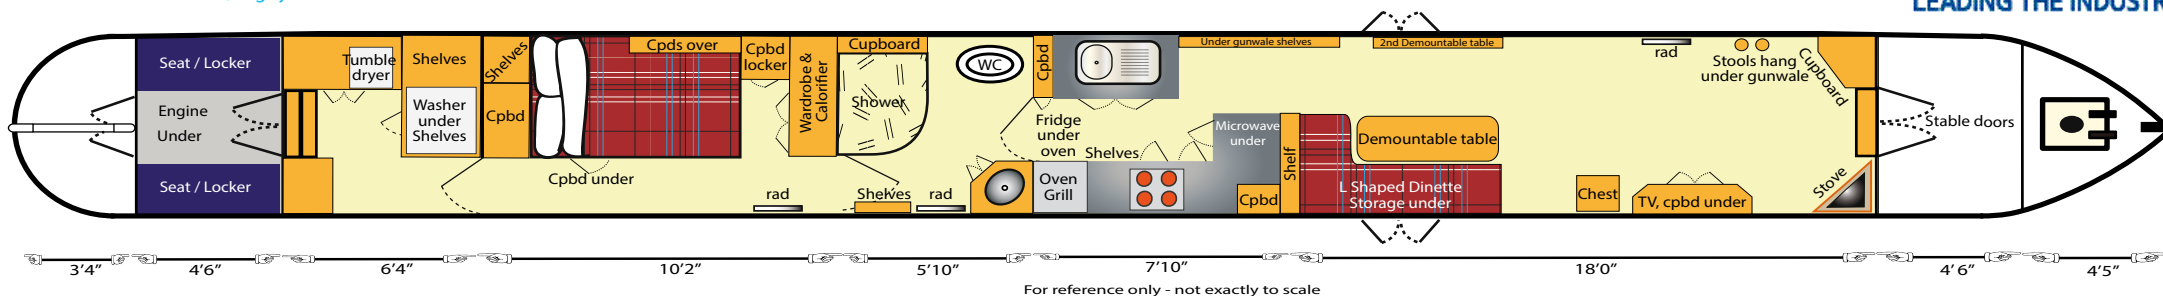 LEADING THE INDUSTR
Seat / Locker
Engine
Under
Seat / Locker
Tumble
dryer
Shelves
Washer
under
Shelves
Shelves
Cpbd
Cpds over
Cpbd under
Cpbd
locker
Wardrobe &
Calorifier
Cupboard
Shower
rad
Shelves
rad
WC
Cpbd
Fridge
under
oven
Shelves
Oven
Grill
Microwave
under
Cpbd
Shelf
Under gunwale shelves
2nd Demountable table
Demountable table
L Shaped Dinette
Storage under
rad
Stools hang
under gunwale
Cupboard
Chest
TV, cpbd under
Stove
Stable doors
3'4”
4'6”
6'4”
10'2”
5'10”
7'10”
18'0”
4' 6”
4'5”
For reference only - not exactly to scale